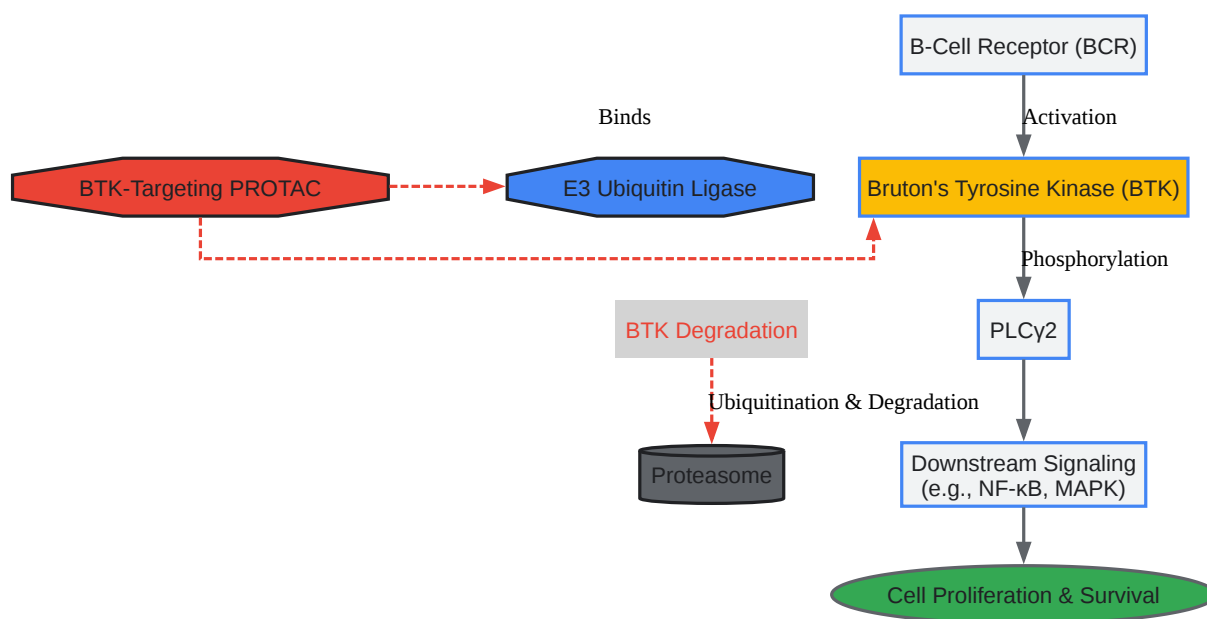 B-Cell Receptor (BCR)
Binds
Activation
BTK-Targeting PROTAC
E3 Ubiquitin Ligase
Bruton's Tyrosine Kinase (BTK)
Phosphorylation
BTK Degradation
PLCγ2
Ubiquitination & Degradation
Proteasome
Downstream Signaling
(e.g., NF-κB, MAPK)
Cell Proliferation & Survival